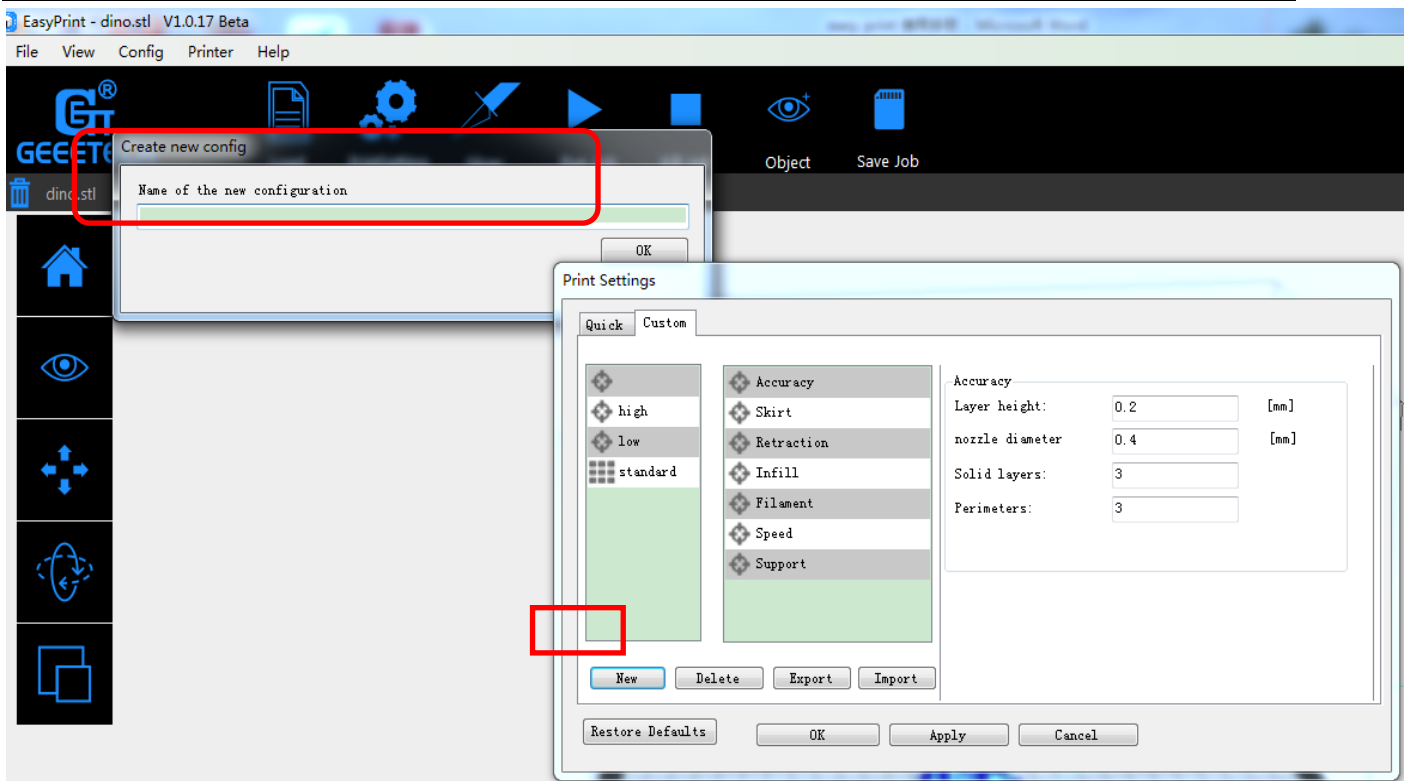 EasyPrint - dino.stl V1.0.17 Beta
File View Config Printer Help
GEEETE
Object Save Job
Create new config
dino.stl
Name of the new configuration
OK
Print Settings
Quick Custom
high
low
standard
Accuracy
Skirt
Retraction
Infill
Filament
Speed
Support
Accuracy
Layer height: 0.2 [mm]
nozzle diameter 0.4 [mm]
Solid layers: 3
Perimeters: 3
New Delete Export Import
Restore Defaults OK Apply Cancel